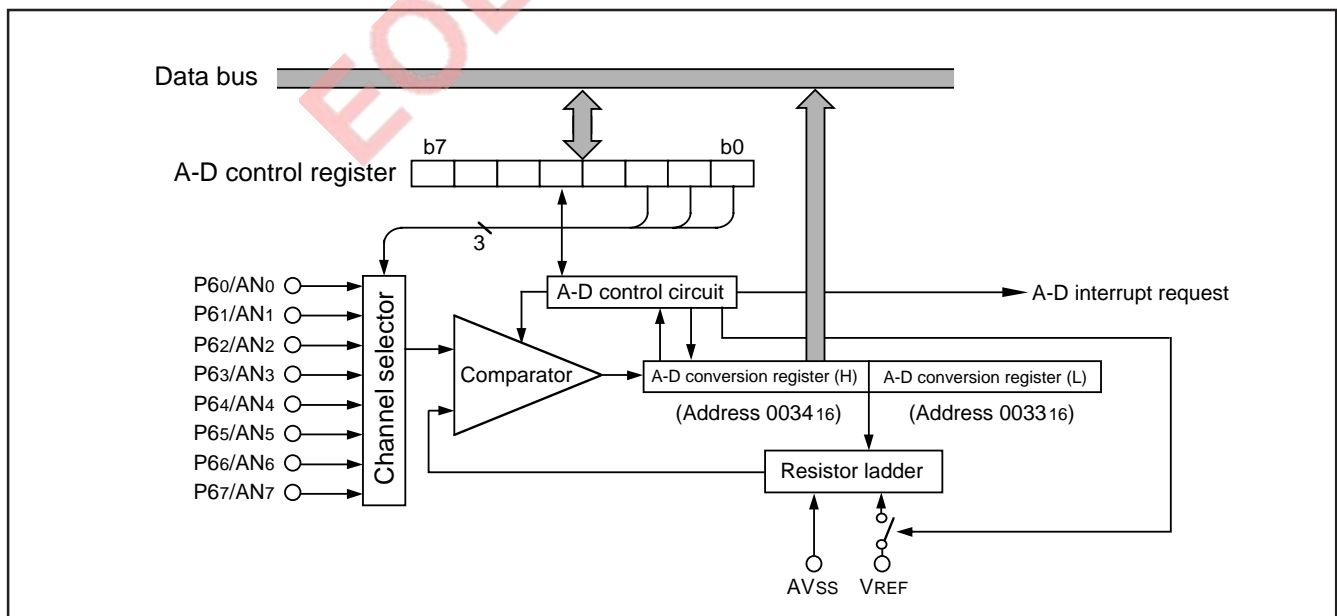 EOL
Data bus
b7 b0
A-D control register
3
P60/AN0
P61/AN1
P62/AN2
P63/AN3
P64/AN4
P65/AN5
P66/AN6
P67/AN7
Channel selector
A-D control circuit
A-D interrupt request
Comparator
A-D conversion register (H)
A-D conversion register (L)
(Address 003416)
(Address 003316)
Resistor ladder
AVSS
VREF